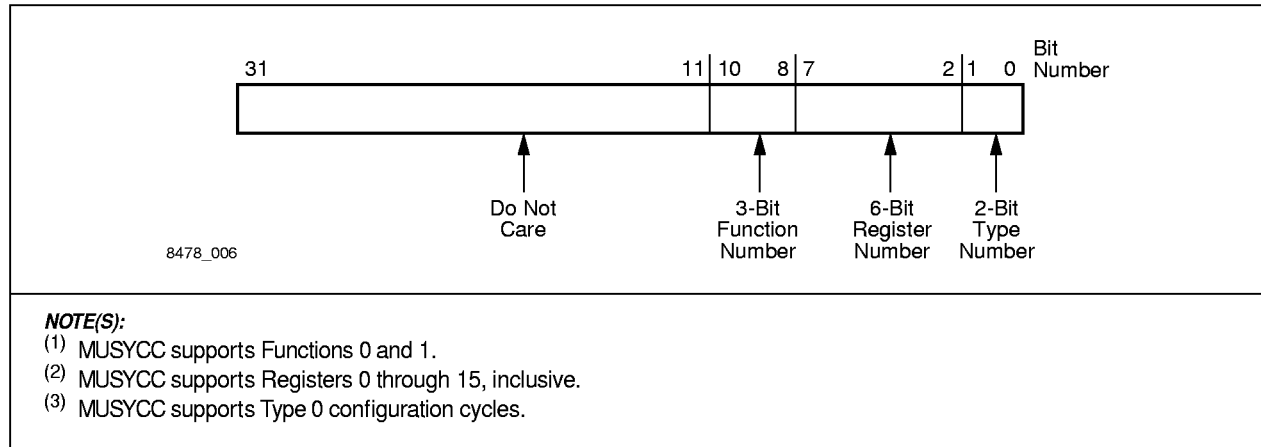 Bit
Number
31 11 10 8 7 2 1 0
Do Not
Care
3-Bit
Function
Number
6-Bit
Register
Number
2-Bit
Type
Number
8478_006
NOTE(S):
(1) MUSYCC supports Functions 0 and 1.
(2) MUSYCC supports Registers 0 through 15, inclusive.
(3) MUSYCC supports Type 0 configuration cycles.